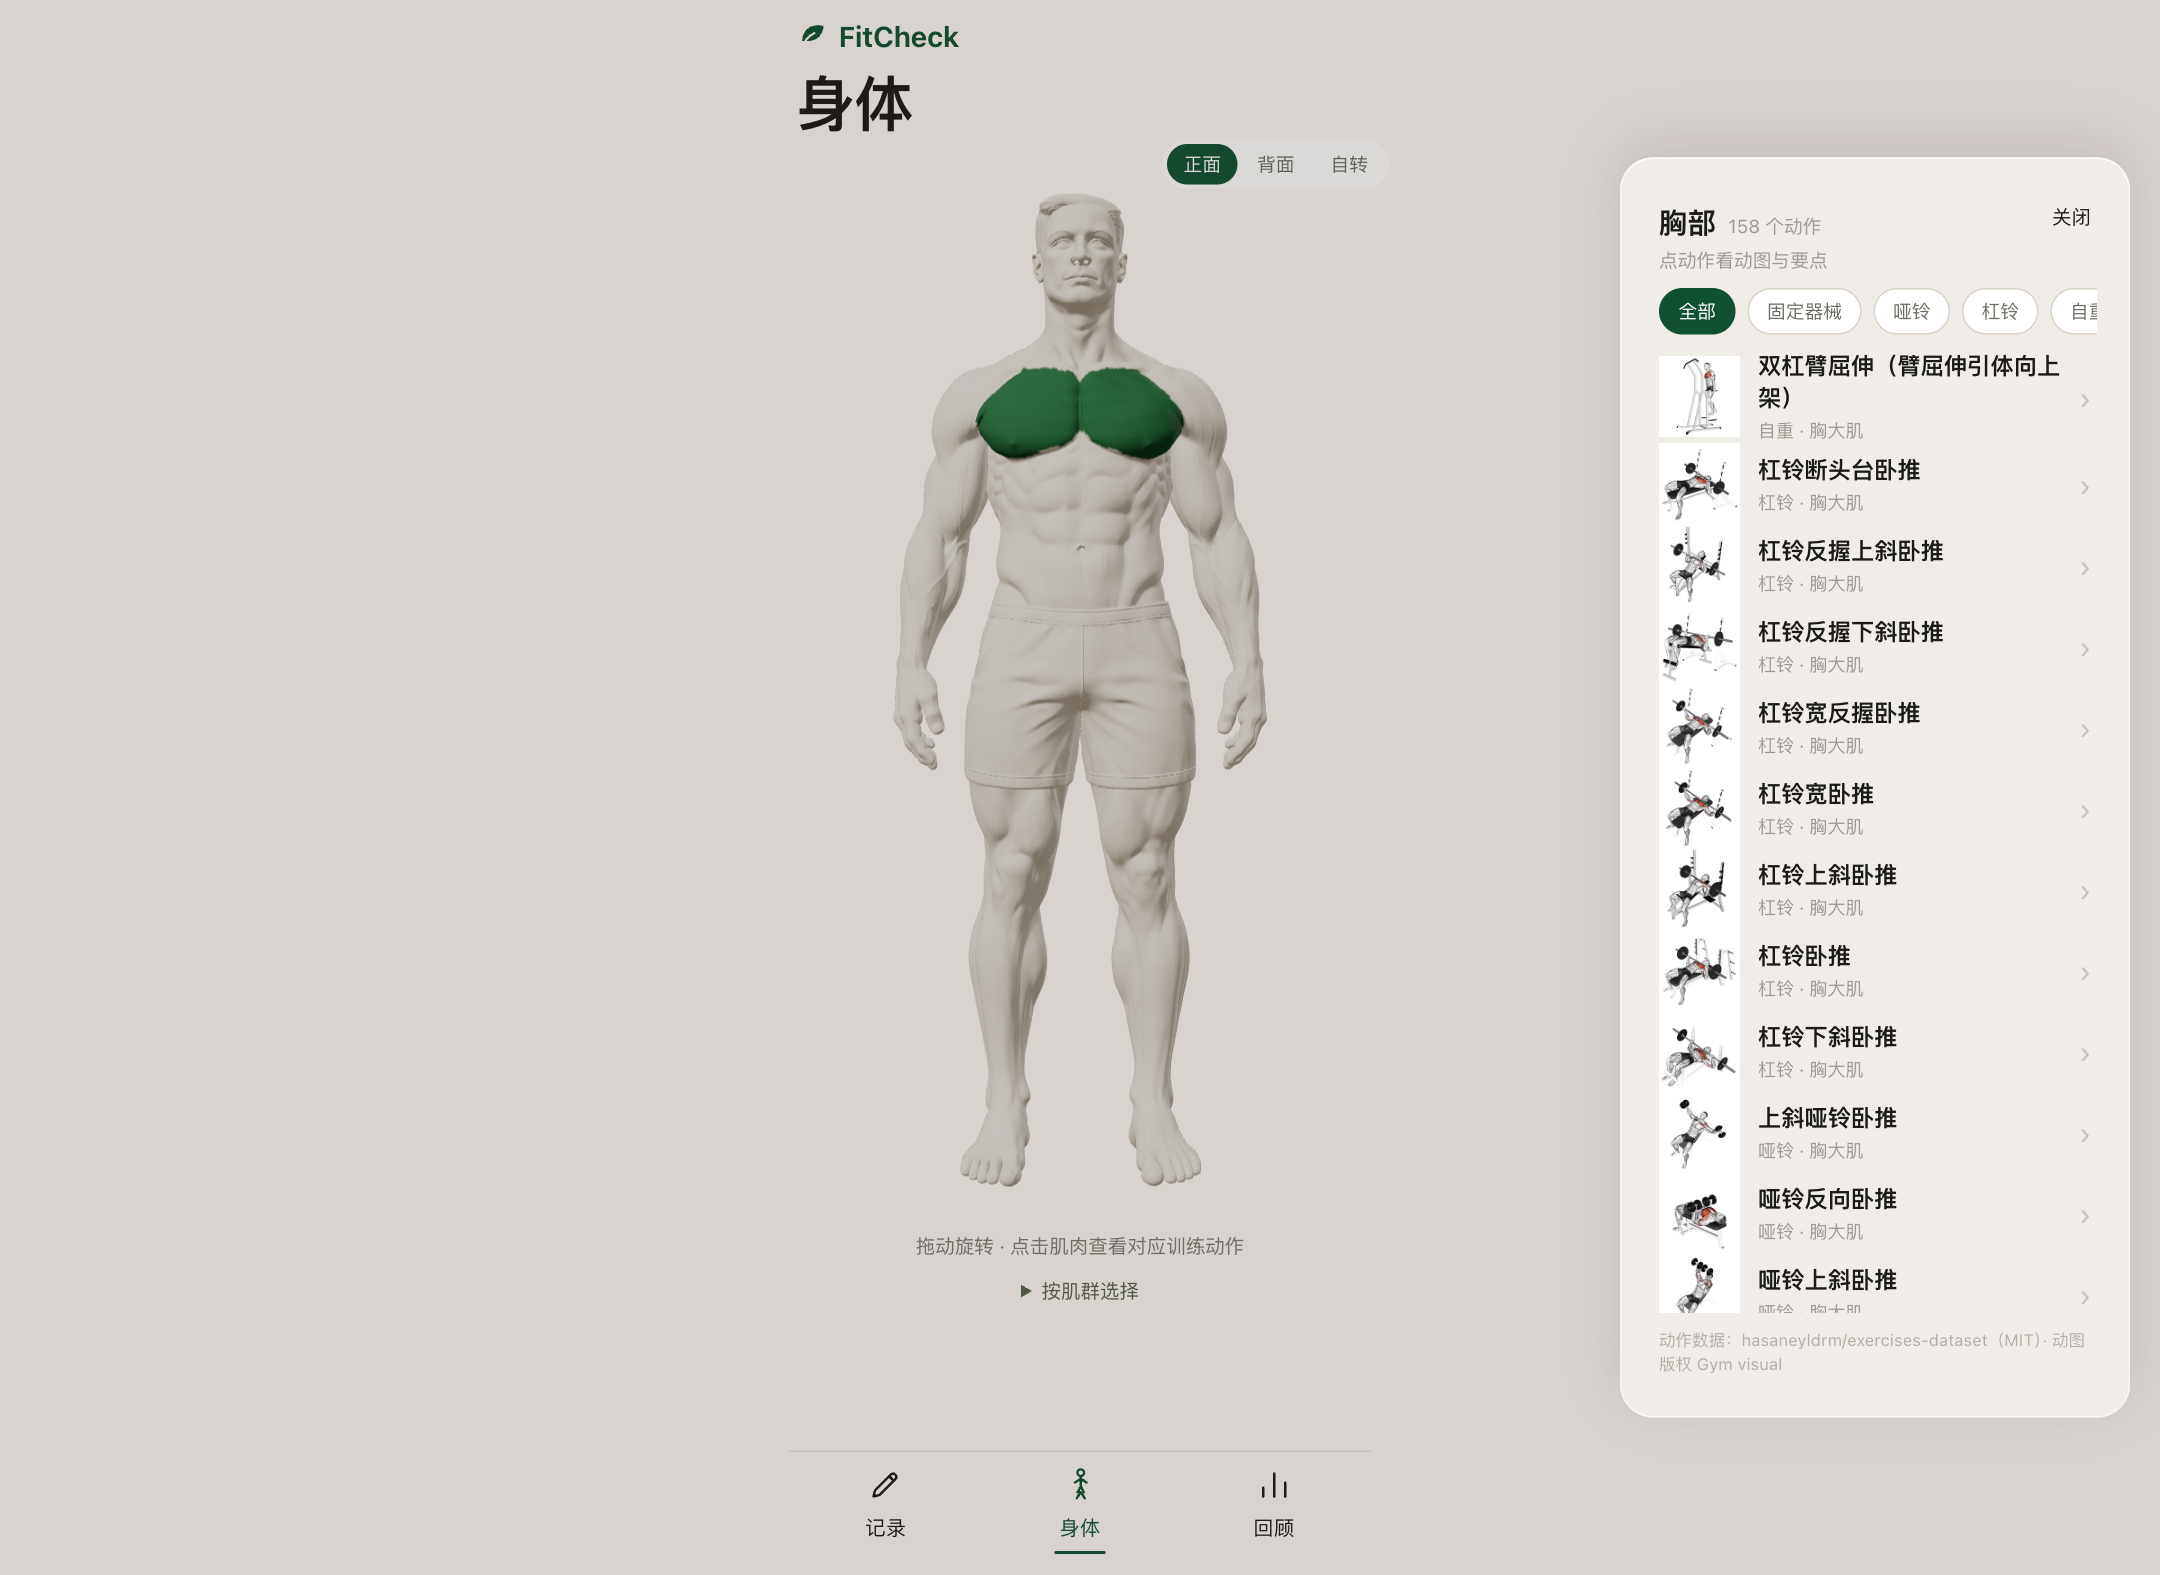 FitCheck
身体
正面
背面
自转
拖动旋转 · 点击肌肉查看对应训练动作
▶ 按肌群选择
记录
身体
回顾
胸部 158 个动作
关闭
点动作看动图与要点
全部
固定器械
哑铃
杠铃
自重
双杠臂屈伸（臂屈伸引体向上
架）
自重 · 胸大肌
杠铃断头台卧推
杠铃 · 胸大肌
杠铃反握上斜卧推
杠铃 · 胸大肌
杠铃反握下斜卧推
杠铃 · 胸大肌
杠铃宽反握卧推
杠铃 · 胸大肌
杠铃宽卧推
杠铃 · 胸大肌
杠铃上斜卧推
杠铃 · 胸大肌
杠铃卧推
杠铃 · 胸大肌
杠铃下斜卧推
杠铃 · 胸大肌
上斜哑铃卧推
哑铃 · 胸大肌
哑铃反向卧推
哑铃 · 胸大肌
哑铃上斜卧推
哑铃 · 胸大肌
动作数据：hasaneyldrm/exercises-dataset（MIT）· 动图
版权 Gym visual